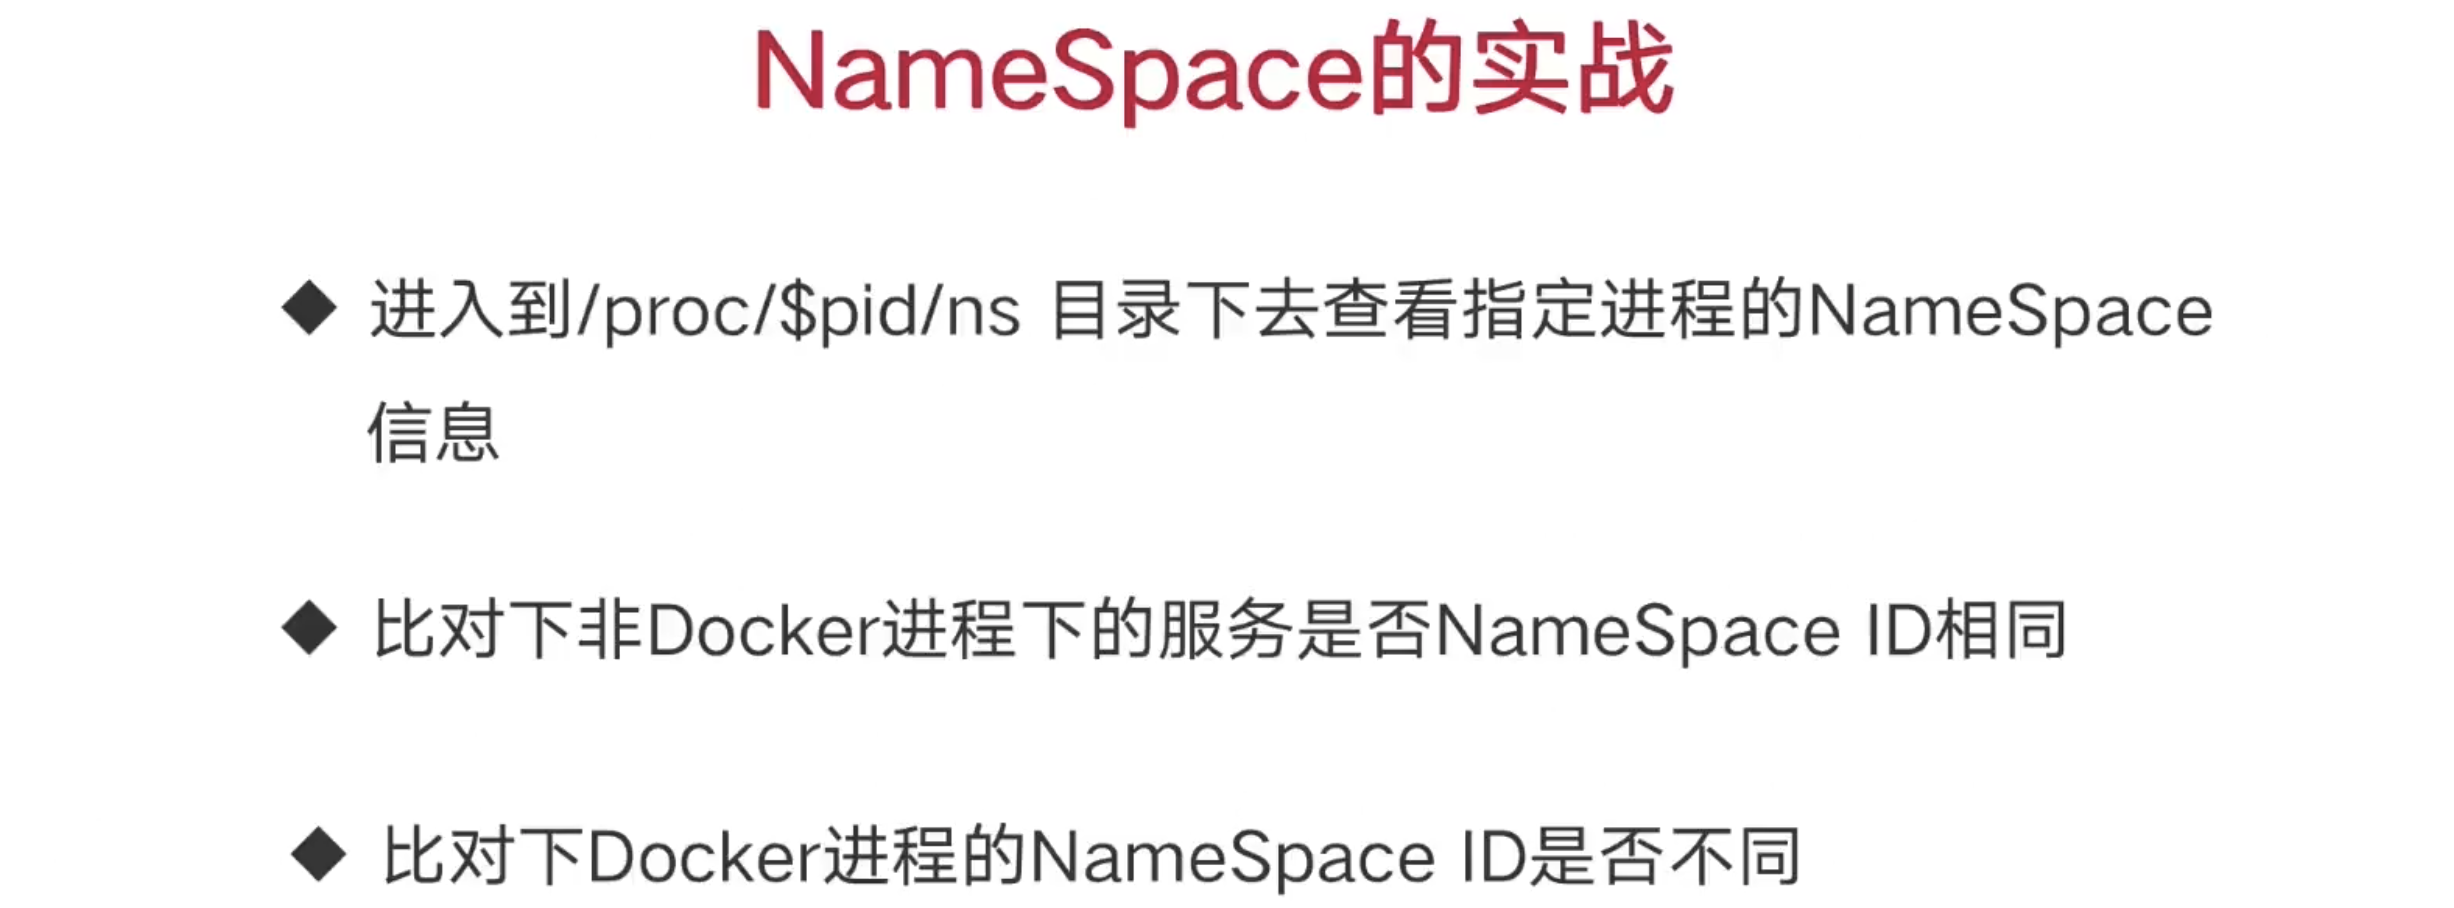 NameSpace的实战
◆ 进入到/proc/$pid/ns 目录下去查看指定进程的NameSpace
信息
◆ 比对下非Docker进程下的服务是否NameSpace ID相同
◆ 比对下Docker进程的NameSpace ID是否不同